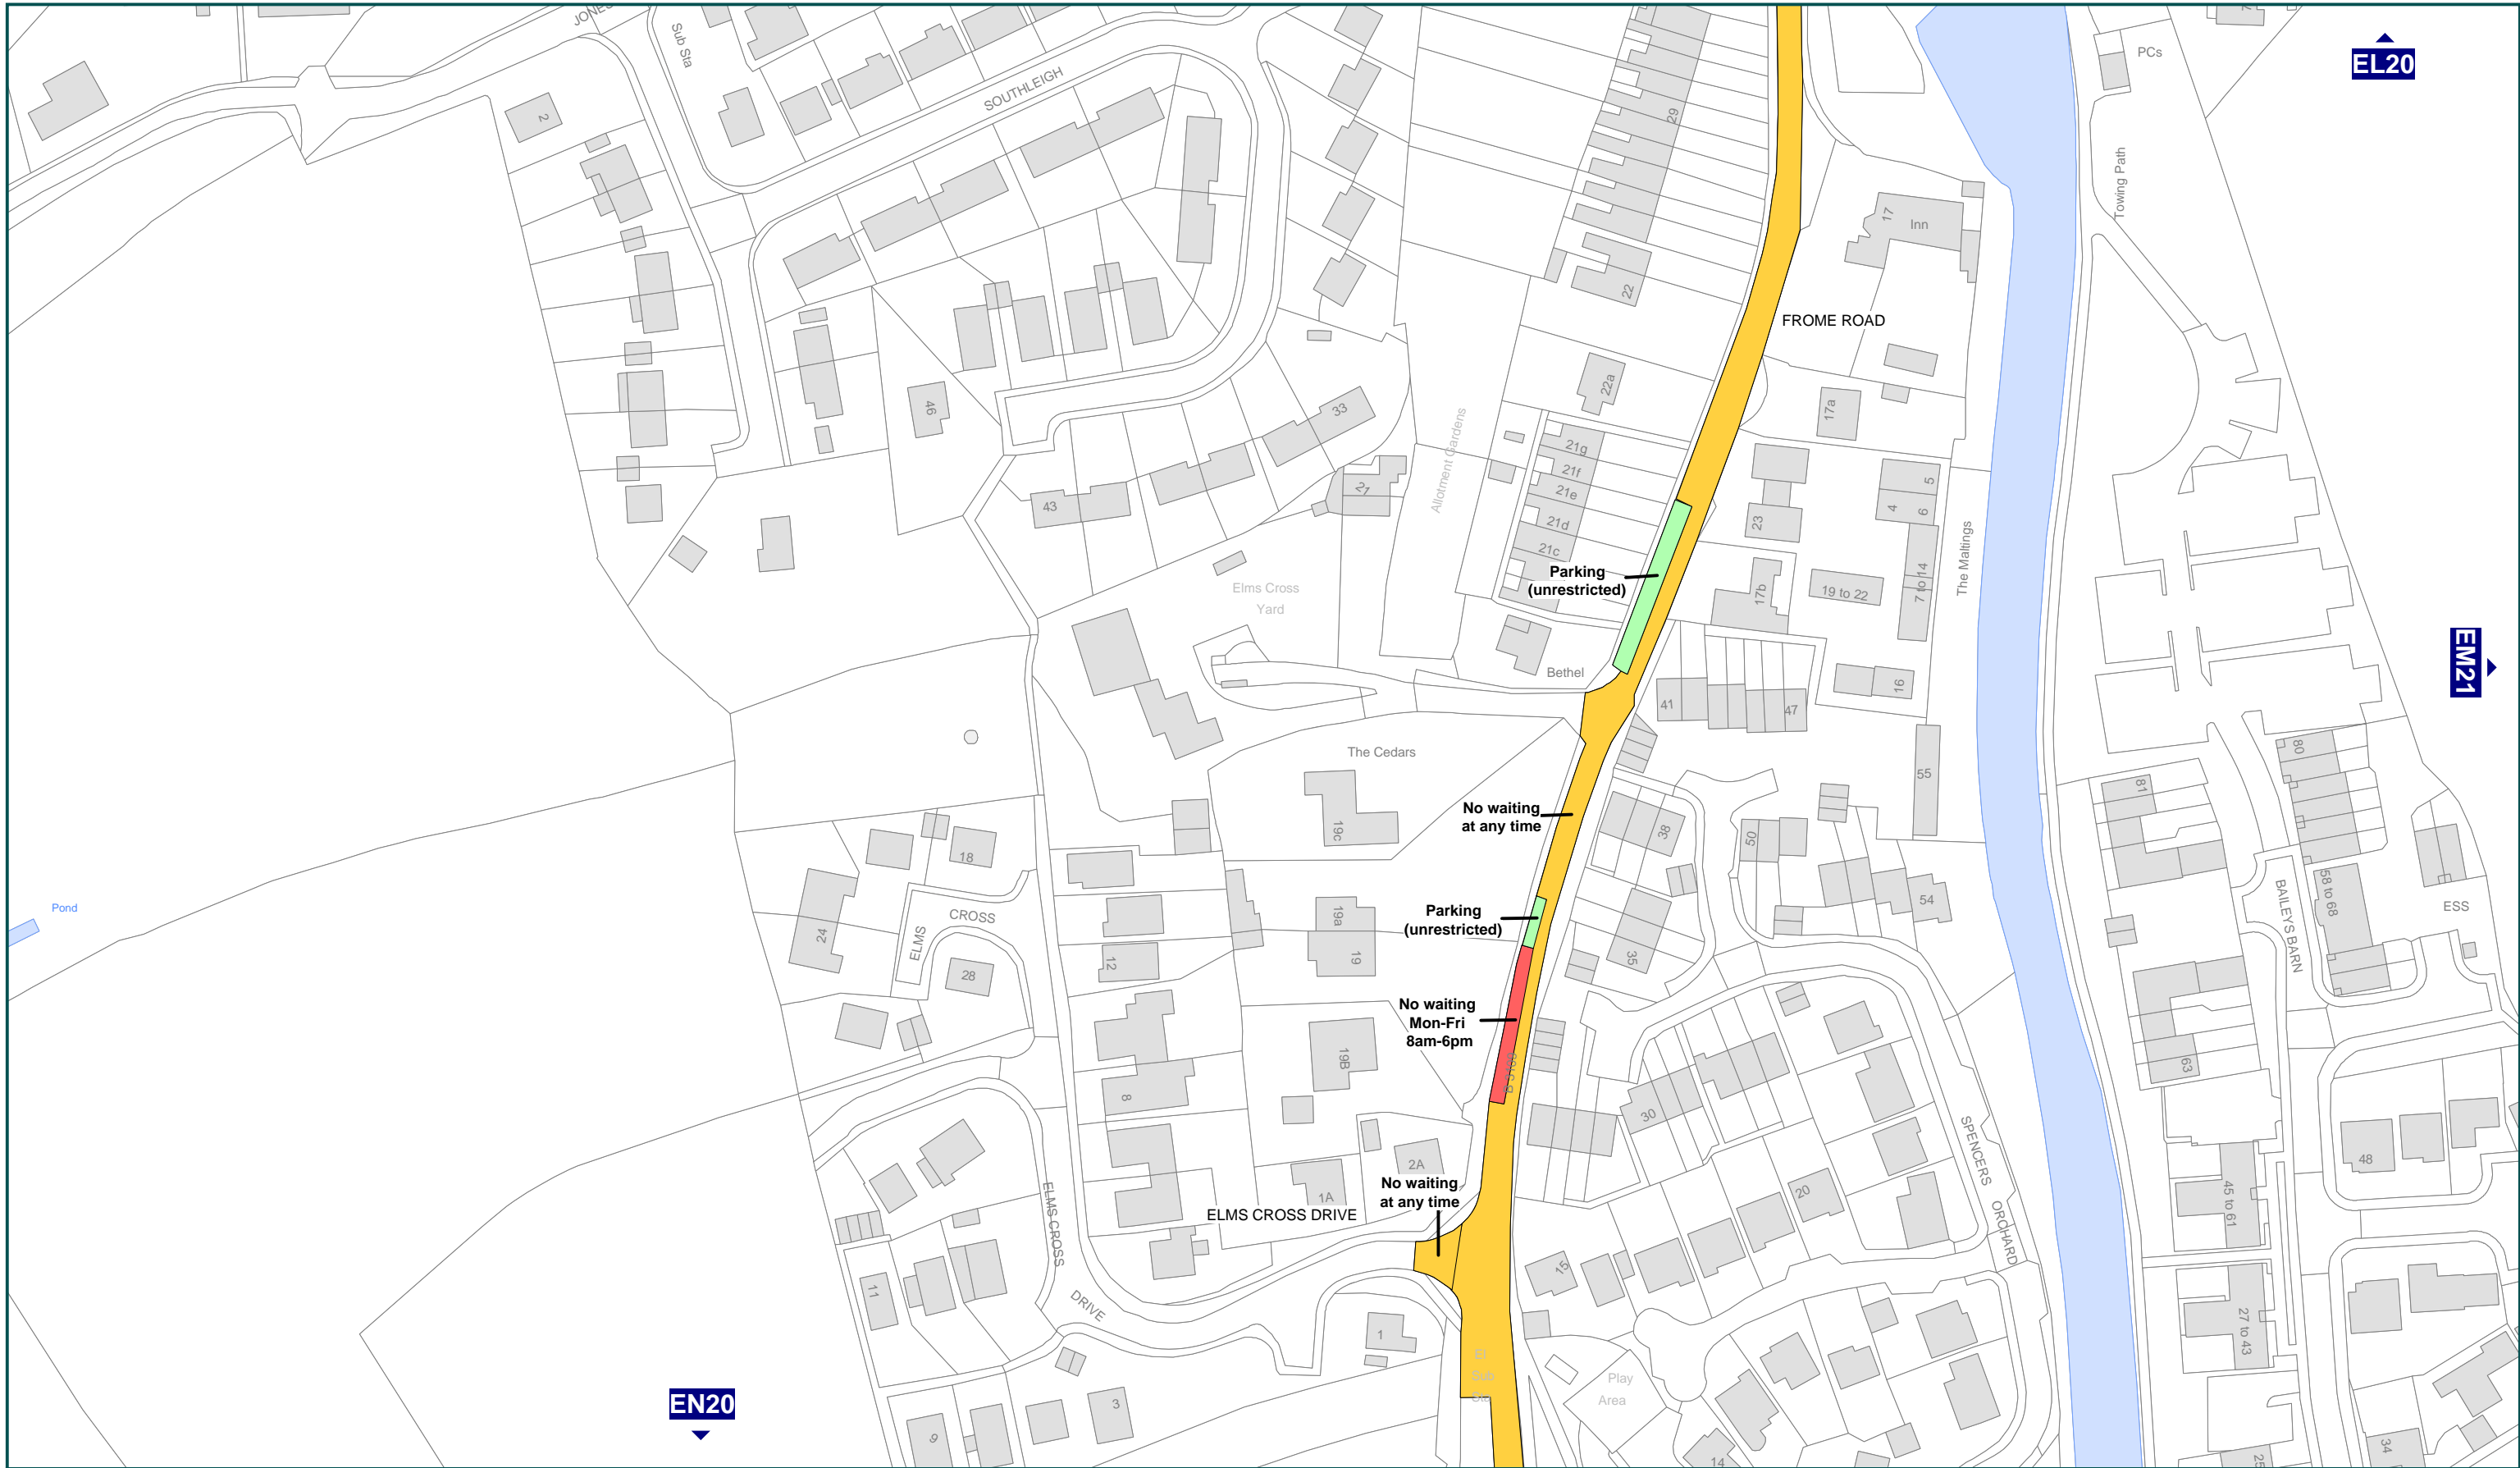 JONES
Sub Sta
SOUTHLEIGH
2
29
PCs
EL20
Towing Path
17
Inn
22
FROME ROAD
22a
17a
46
33
Allotment Gardens
21g
21f
21e
21d
21c
21
43
23
5
4
6
The Maltings
7 to 14
Parking
(unrestricted)
Elms Cross
Yard
17b
19 to 22
Bethel
16
41
47
EM21
The Cedars
55
80
81
No waiting
at any time
19c
38
50
18
54
58 to 68
ESS
Pond
CROSS
ELMS
24
Parking
(unrestricted)
19a
19
35
BAILEYS BARN
12
28
No waiting
Mon-Fri
8am-6pm
19B
B 3109
63
8
30
SPENCERS
ORCHARD
48
2A
No waiting
at any time
1A
ELMS CROSS DRIVE
20
45 to 61
ELMS CROSS
DRIVE
15
11
1
27 to 43
El
Sub
Sta
Play
Area
EN20
3
9
14
34
25